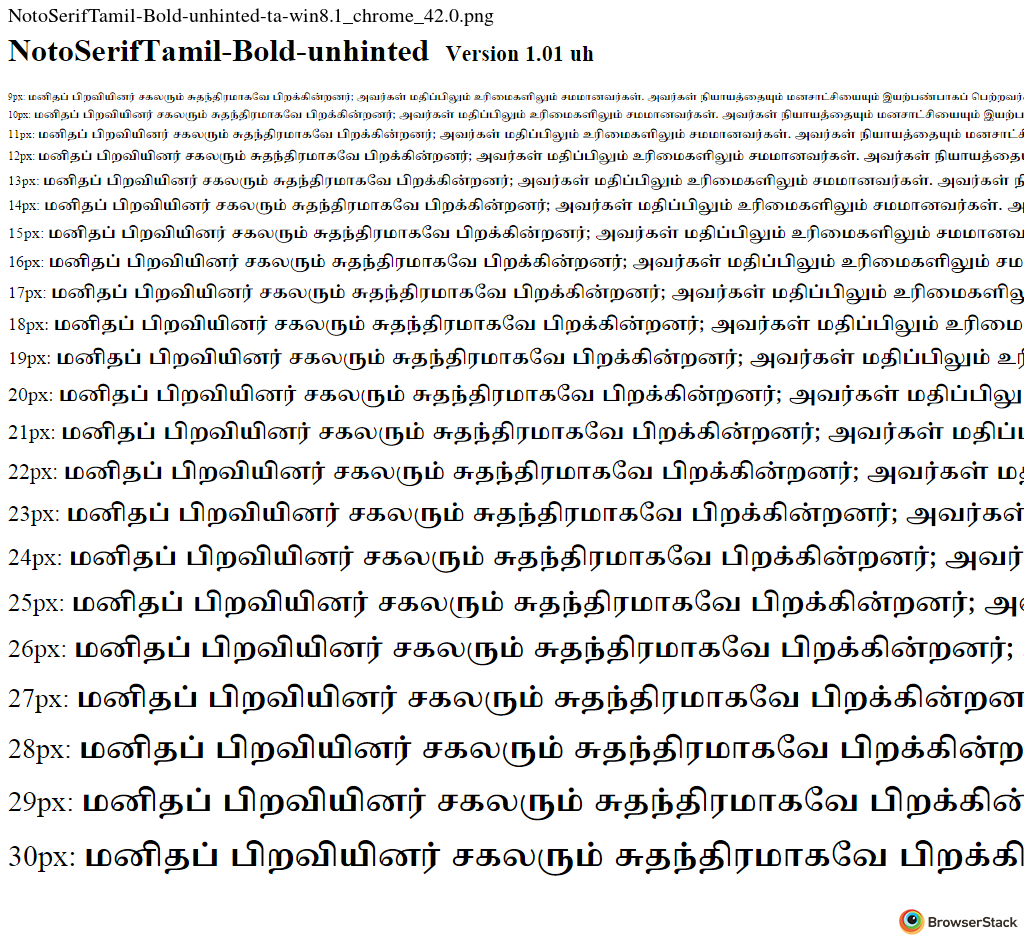 NotoSerifTamil-Bold-unhinted-ta-win8.1_chrome_42.0.png
NotoSerifTamil-Bold-unhinted Version 1.01 uh
9px: மனிதப் பிறவியினர் சகலரும் சுதந்திரமாகவே பிறக்கின்றனர்; அவர்கள் மதிப்பிலும் உரிமைகளிலும் சமமானவர்கள். அவர்கள் நியாயத்தையும் மனசாட்சியையும் இயற்பண்பாகப் பெற்றவர்
10px: மனிதப் பிறவியினர் சகலரும் சுதந்திரமாகவே பிறக்கின்றனர்; அவர்கள் மதிப்பிலும் உரிமைகளிலும் சமமானவர்கள். அவர்கள் நியாயத்தையும் மனசாட்சியையும் இயற்ப
11px: மனிதப் பிறவியினர் சகலரும் சுதந்திரமாகவே பிறக்கின்றனர்; அவர்கள் மதிப்பிலும் உரிமைகளிலும் சமமானவர்கள். அவர்கள் நியாயத்தையும் மனசாட்
12px: மனிதப் பிறவியினர் சகலரும் சுதந்திரமாகவே பிறக்கின்றனர்; அவர்கள் மதிப்பிலும் உரிமைகளிலும் சமமானவர்கள். அவர்கள் நியாயத்தை
13px: மனிதப் பிறவியினர் சகலரும் சுதந்திரமாகவே பிறக்கின்றனர்; அவர்கள் மதிப்பிலும் உரிமைகளிலும் சமமானவர்கள். அவர்கள் நி
14px: மனிதப் பிறவியினர் சகலரும் சுதந்திரமாகவே பிறக்கின்றனர்; அவர்கள் மதிப்பிலும் உரிமைகளிலும் சமமானவர்கள். அ
15px: மனிதப் பிறவியினர் சகலரும் சுதந்திரமாகவே பிறக்கின்றனர்; அவர்கள் மதிப்பிலும் உரிமைகளிலும் சமமானவ
16px: மனிதப் பிறவியினர் சகலரும் சுதந்திரமாகவே பிறக்கின்றனர்; அவர்கள் மதிப்பிலும் உரிமைகளிலும் சம
17px: மனிதப் பிறவியினர் சகலரும் சுதந்திரமாகவே பிறக்கின்றனர்; அவர்கள் மதிப்பிலும் உரிமைகளிலு
18px: மனிதப் பிறவியினர் சகலரும் சுதந்திரமாகவே பிறக்கின்றனர்; அவர்கள் மதிப்பிலும் உரிமை
19px: மனிதப் பிறவியினர் சகலரும் சுதந்திரமாகவே பிறக்கின்றனர்; அவர்கள் மதிப்பிலும் உரி
20px: மனிதப் பிறவியினர் சகலரும் சுதந்திரமாகவே பிறக்கின்றனர்; அவர்கள் மதிப்பிலு
21px: மனிதப் பிறவியினர் சகலரும் சுதந்திரமாகவே பிறக்கின்றனர்; அவர்கள் மதிப்பி
22px: மனிதப் பிறவியினர் சகலரும் சுதந்திரமாகவே பிறக்கின்றனர்; அவர்கள் மதி
23px: மனிதப் பிறவியினர் சகலரும் சுதந்திரமாகவே பிறக்கின்றனர்; அவர்கள்
24px: மனிதப் பிறவியினர் சகலரும் சுதந்திரமாகவே பிறக்கின்றனர்; அவர்
25px: மனிதப் பிறவியினர் சகலரும் சுதந்திரமாகவே பிறக்கின்றனர்; அவ
26px: மனிதப் பிறவியினர் சகலரும் சுதந்திரமாகவே பிறக்கின்றனர்;
27px: மனிதப் பிறவியினர் சகலரும் சுதந்திரமாகவே பிறக்கின்றன
28px: மனிதப் பிறவியினர் சகலரும் சுதந்திரமாகவே பிறக்கின்ற
29px: மனிதப் பிறவியினர் சகலரும் சுதந்திரமாகவே பிறக்கின்
30px: மனிதப் பிறவியினர் சகலரும் சுதந்திரமாகவே பிறக்கி
BrowserStack